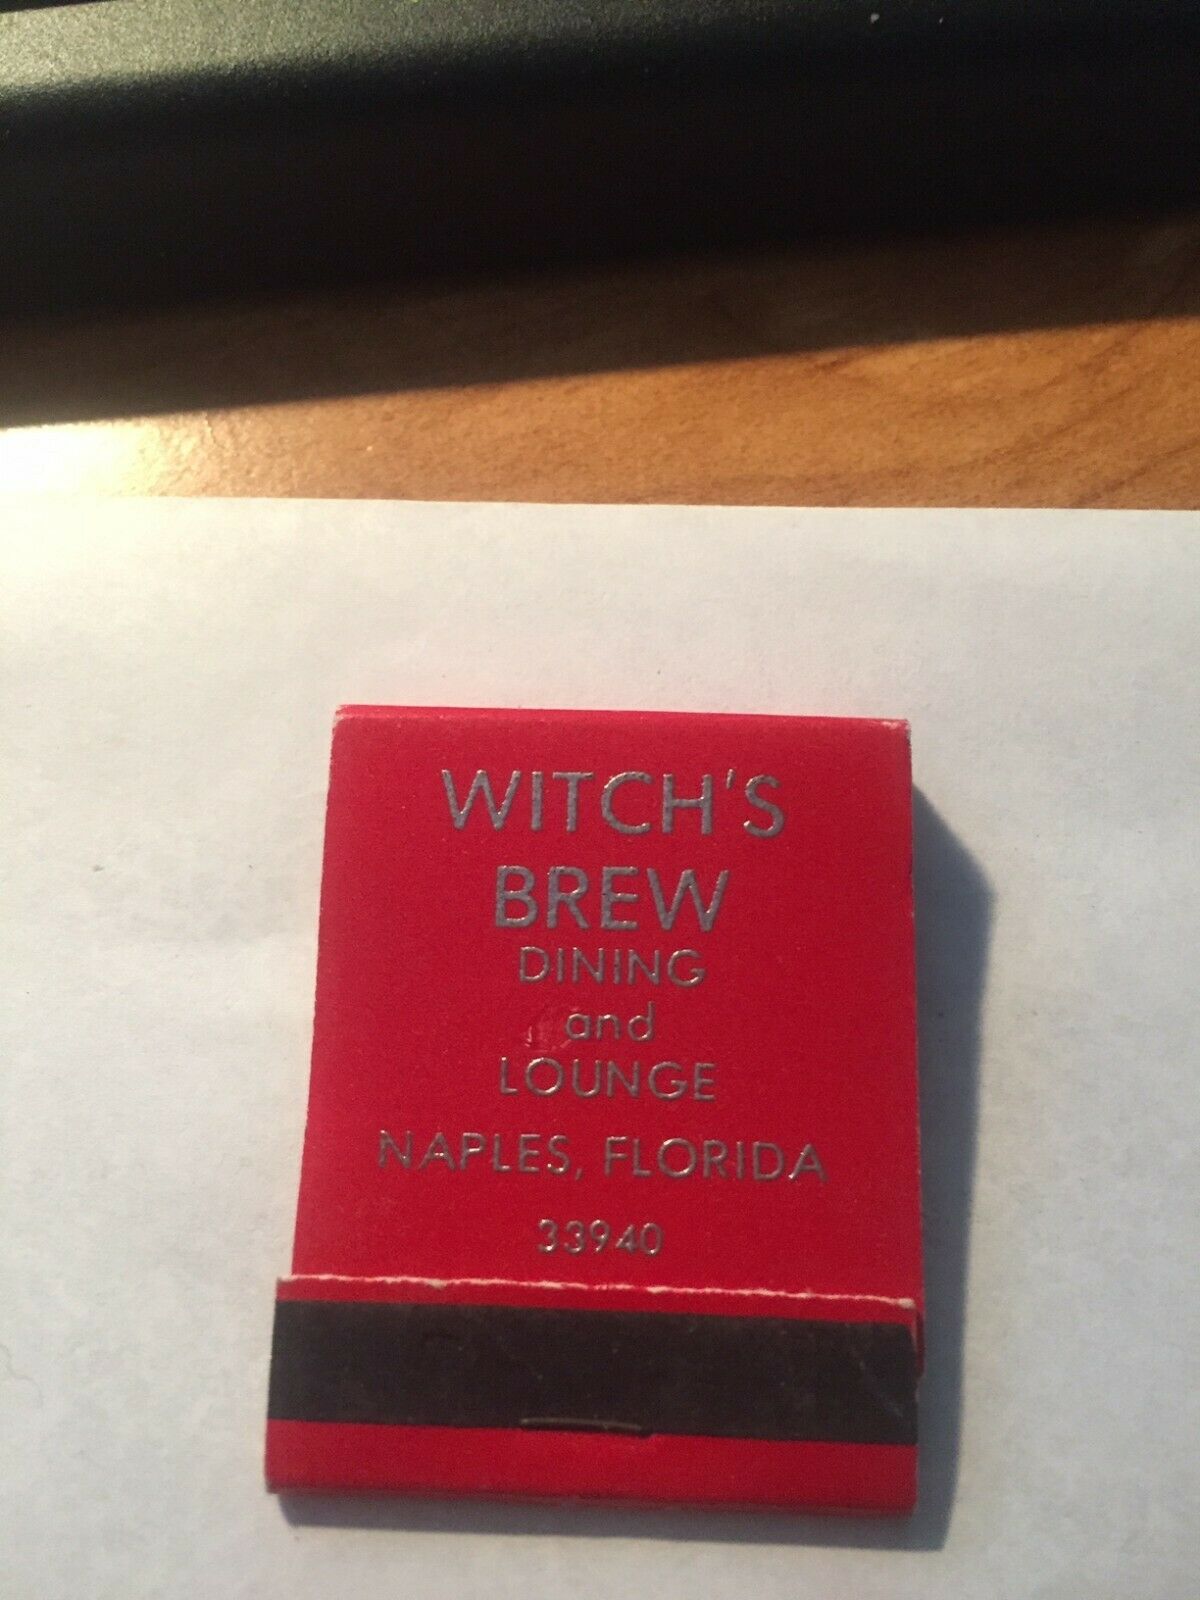 WITCH'S
BREW
DINING
and
LOUNGE
NAPLES, FLORIDA
33940